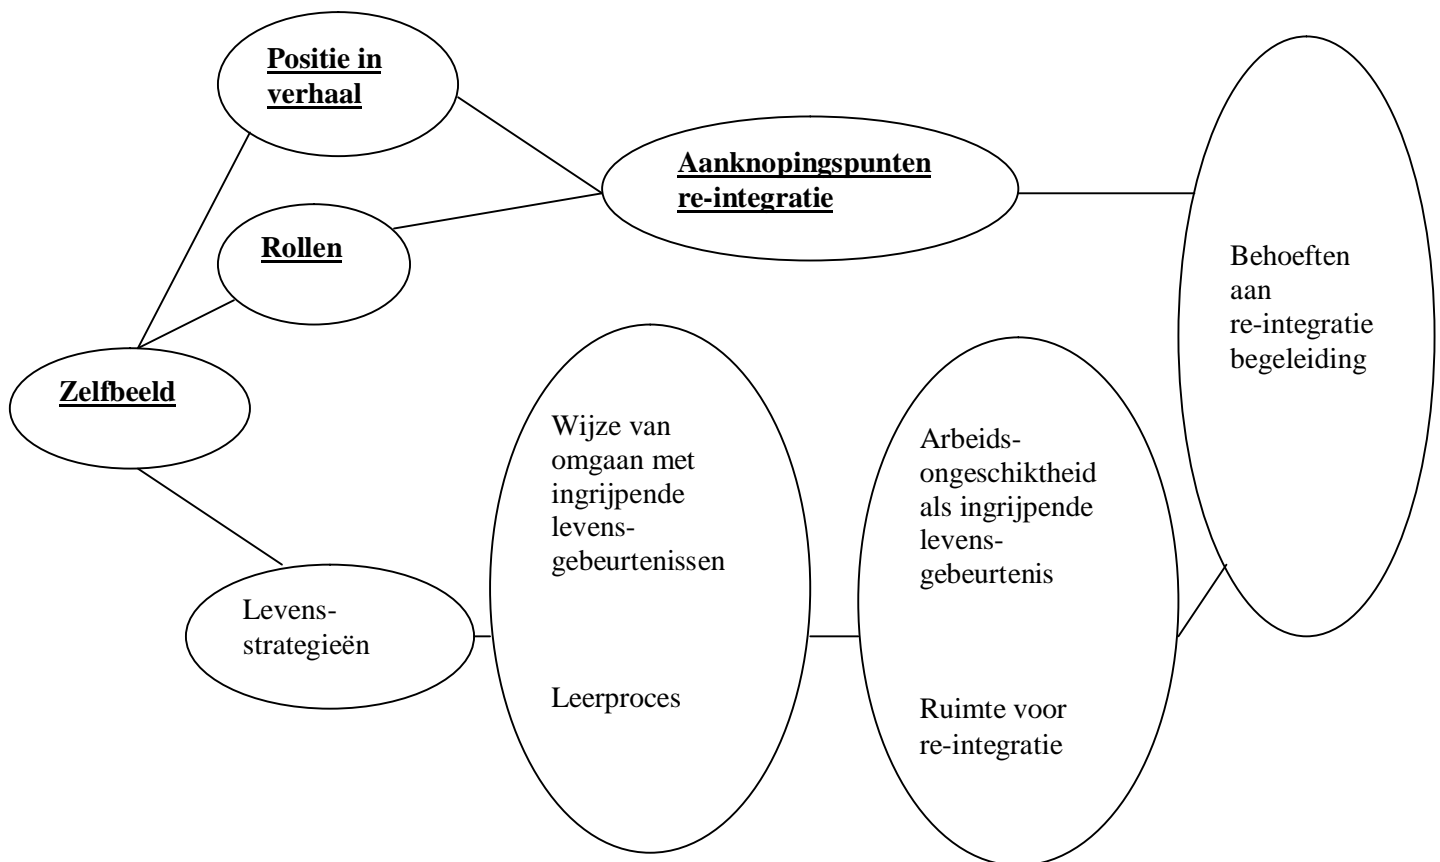 Positie in
verhaal
Aanknopingspunten
re-integratie
Rollen
Behoeften
aan
re-integratie
begeleiding
Zelfbeeld
Wijze van
omgaan met
ingrijpende
levens-
gebeurtenissen
Leerproces
Arbeids-
ongeschiktheid
als ingrijpende
levens-
gebeurtenis
Ruimte voor
re-integratie
Levens-
strategieën